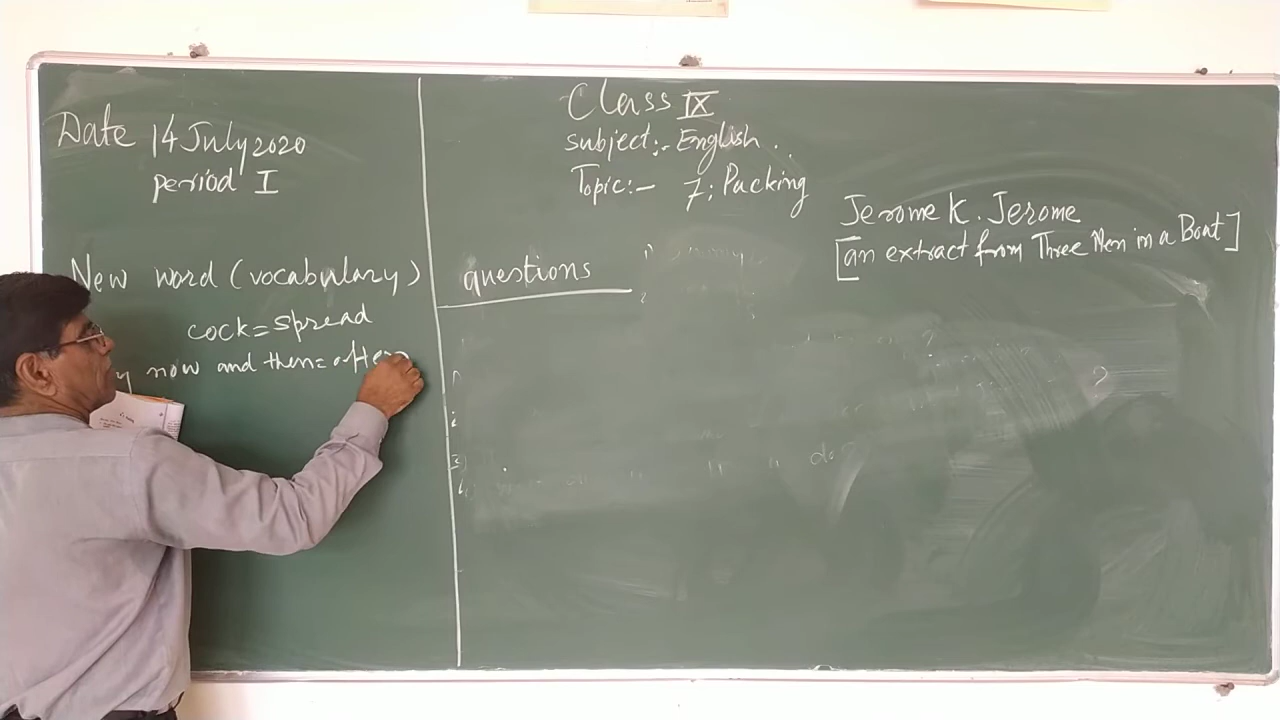 Date 14 July 2020
period I
Class IX
subject:- English ..
Topic:- 7; Packing
Jerome K. Jerome
[an extract from Three Men in a Boat]
New word (vocabulary)
cock = spread
now and then = often
questions